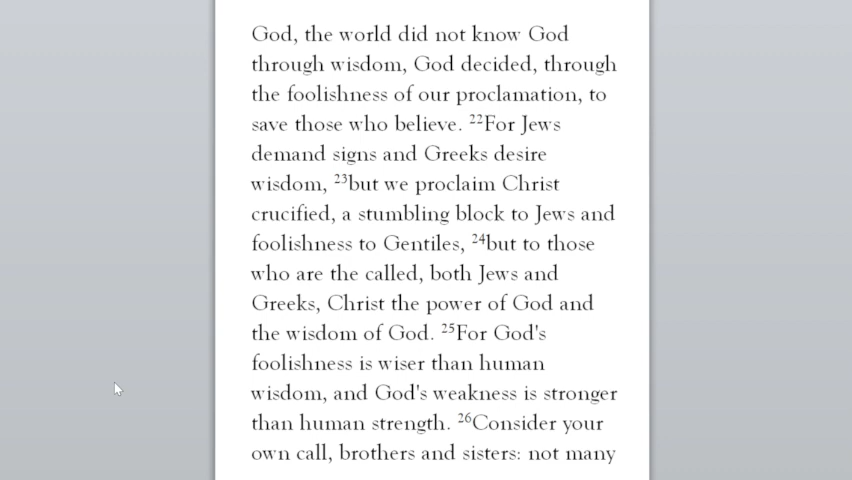 God, the world did not know God
through wisdom, God decided, through
the foolishness of our proclamation, to
save those who believe. 22For Jews
demand signs and Greeks desire
wisdom, 23but we proclaim Christ
crucified, a stumbling block to Jews and
foolishness to Gentiles, 24but to those
who are the called, both Jews and
Greeks, Christ the power of God and
the wisdom of God. 25For God's
foolishness is wiser than human
wisdom, and God's weakness is stronger
than human strength. 26Consider your
own call, brothers and sisters: not many